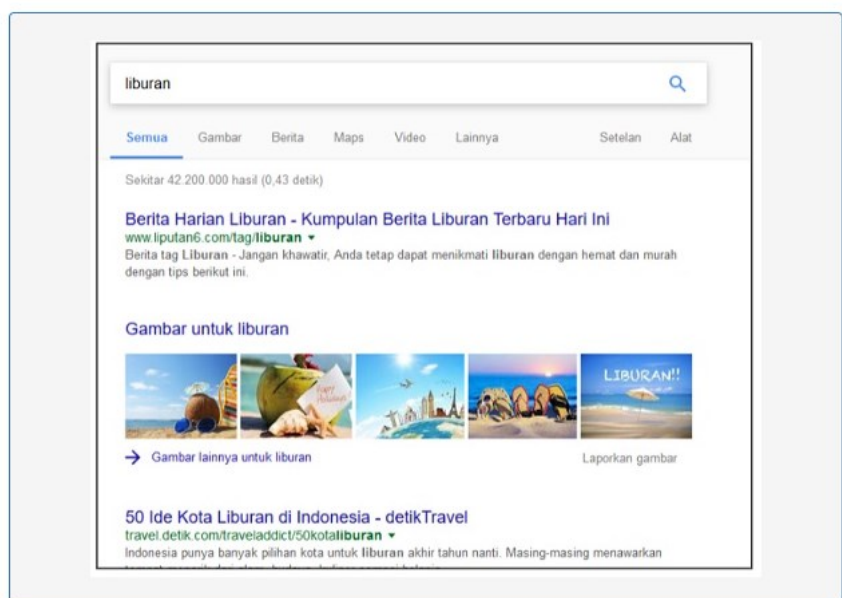 liburan
Semua Gambar Berita Maps Video Lainnya Setelan Alat
Sekitar 42.200.000 hasil (0,43 detik)
Berita Harian Liburan - Kumpulan Berita Liburan Terbaru Hari Ini
www.liputan6.com/tag/liburan
Berita tag Liburan - Jangan khawatir, Anda tetap dapat menikmati liburan dengan hemat dan murah
dengan tips berikut ini.
Gambar untuk liburan
Happy
Holidays
LIBURAN!!
Gambar lainnya untuk liburan Laporkan gambar
50 Ide Kota Liburan di Indonesia - detikTravel
travel.detik.com/traveladdict/50kotaliburan
Indonesia punya banyak pilihan kota untuk liburan akhir tahun nanti. Masing-masing menawarkan